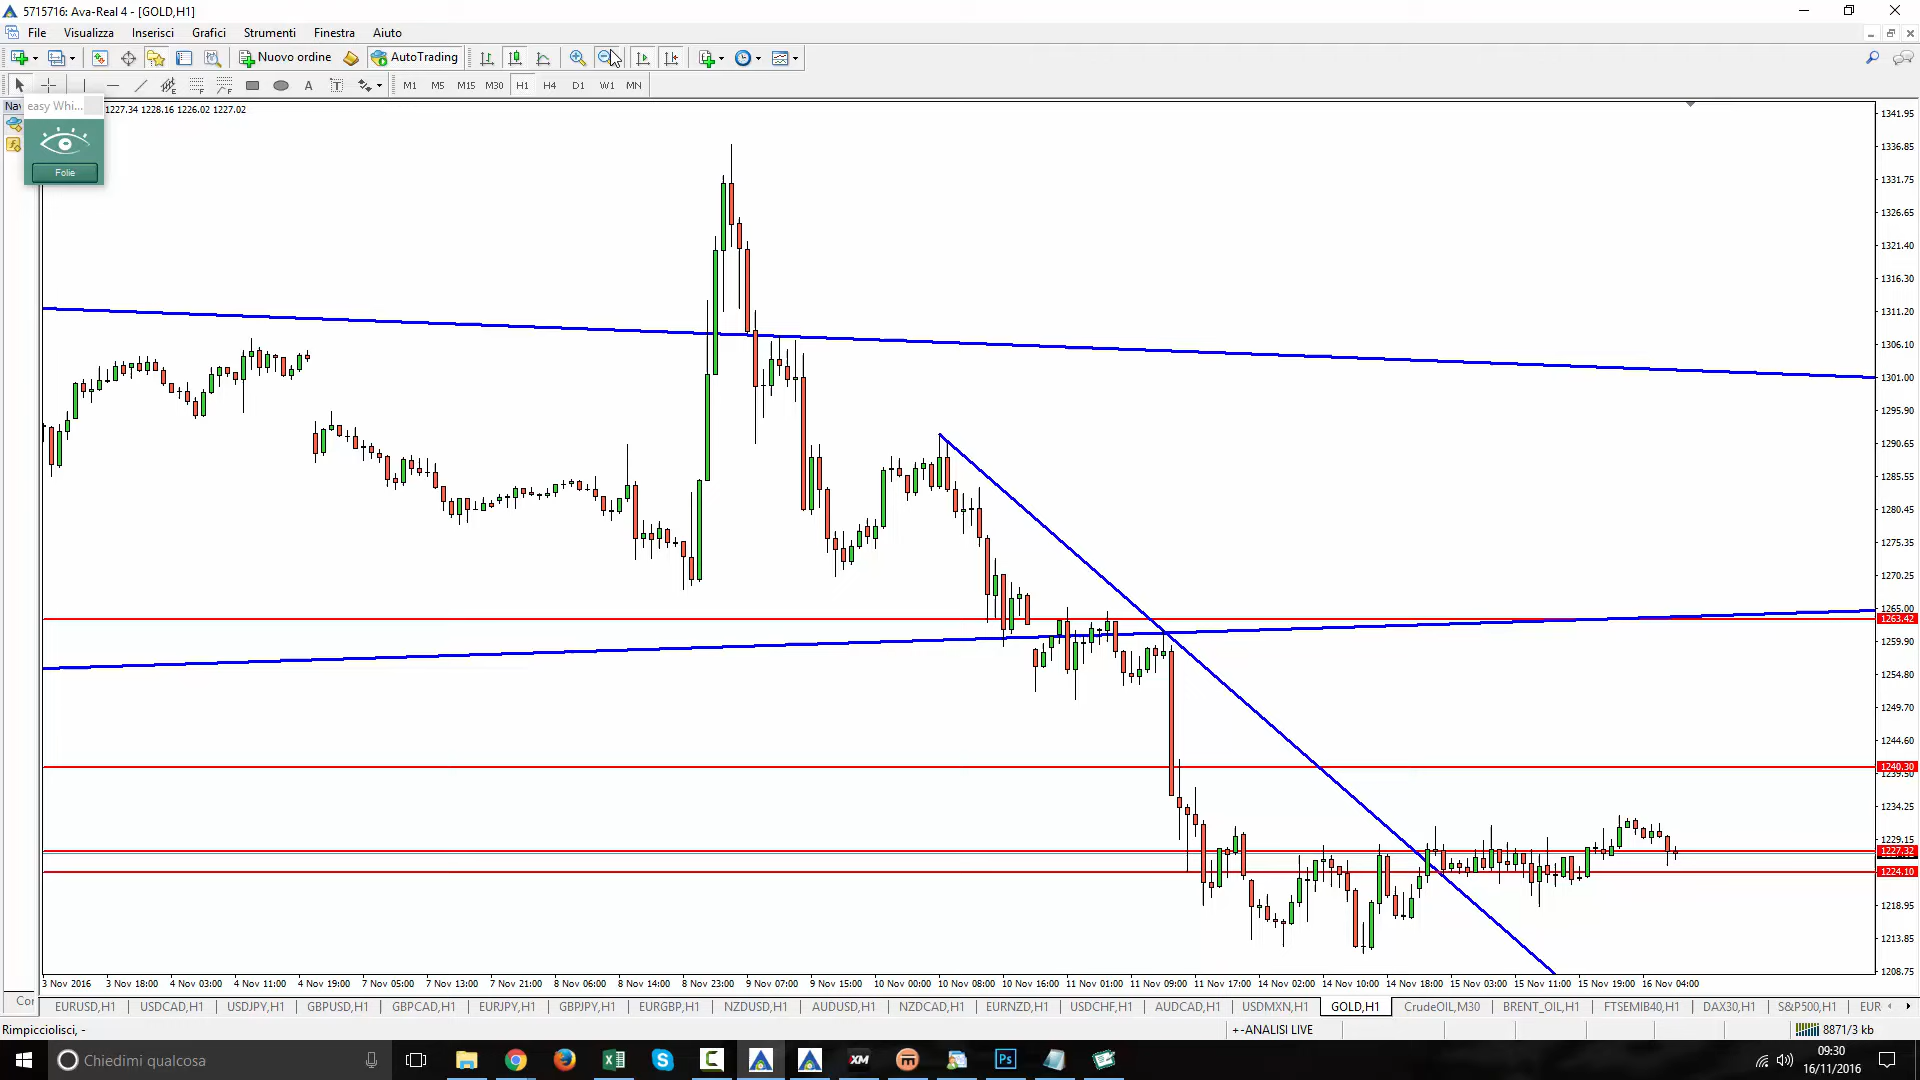 5715716: Ava-Real 4 - [GOLD,H1]
File Visualizza Inserisci Grafici Strumenti Finestra Aiuto
Nuovo ordine AutoTrading
A T M1 M5 M15 M30 H1 H4 D1 W1 MN
Nav easy Whi... 1227.34 1228.16 1226.02 1227.02
Folie
1341.95
1336.85
1331.75
1326.65
1321.40
1316.30
1311.20
1306.10
1301.00
1295.90
1290.65
1285.55
1280.45
1275.35
1270.25
1265.00
1263.42
1259.90
1254.80
1249.70
1244.60
1240.30
1239.50
1234.25
1229.15
1227.32
1224.10
1218.95
1213.85
1208.75
3 Nov 2016 3 Nov 18:00 4 Nov 03:00 4 Nov 11:00 4 Nov 19:00 7 Nov 05:00 7 Nov 13:00 7 Nov 21:00 8 Nov 06:00 8 Nov 14:00 8 Nov 23:00 9 Nov 07:00 9 Nov 15:00 10 Nov 00:00 10 Nov 08:00 10 Nov 16:00 11 Nov 01:00 11 Nov 09:00 11 Nov 17:00 14 Nov 02:00 14 Nov 10:00 14 Nov 18:00 15 Nov 03:00 15 Nov 11:00 15 Nov 19:00 16 Nov 04:00
Cor EURUSD,H1 USDCAD,H1 USDJPY,H1 GBPUSD,H1 GBPCAD,H1 EURJPY,H1 GBPJPY,H1 EURGBP,H1 NZDUSD,H1 AUDUSD,H1 NZDCAD,H1 EURNZD,H1 USDCHF,H1 AUDCAD,H1 USDMXN,H1 GOLD,H1 CrudeOIL,M30 BRENT_OIL,H1 FTSEMIB40,H1 DAX30,H1 S&P500,H1 EUR
Rimpicciolisci, - +-ANALISI LIVE 8871/3 kb
Chiedimi qualcosa
XM
Ps
09:30
16/11/2016